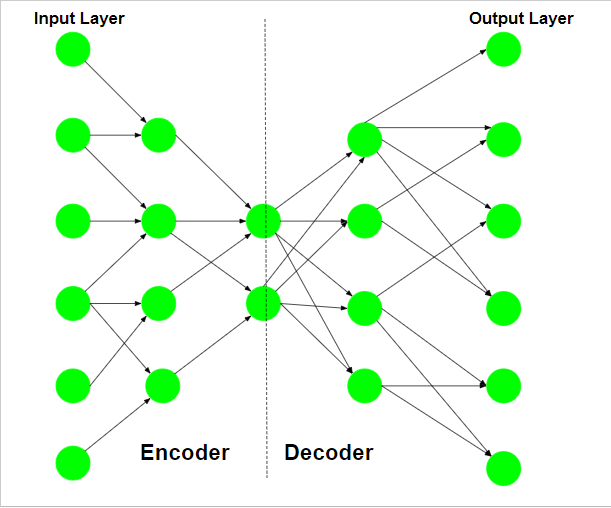 Input Layer
Output Layer
Encoder
Decoder